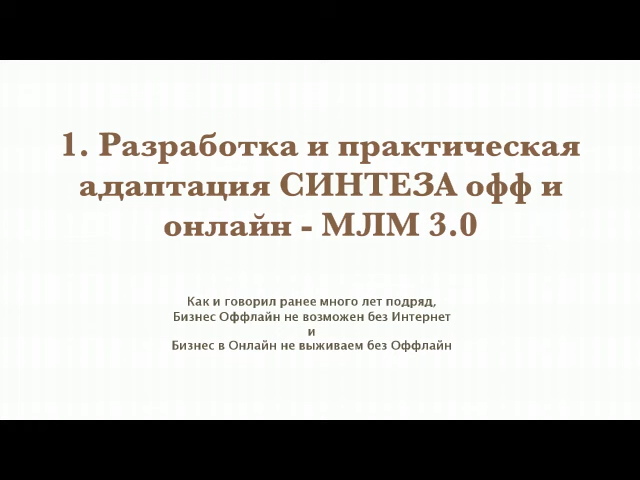 1. Разработка и практическая
адаптация СИНТЕЗА офф и
онлайн - МЛМ 3.0
Как и говорил ранее много лет подряд,
Бизнес Оффлайн не возможен без Интернет
и
Бизнес в Онлайн не выживаем без Оффлайн